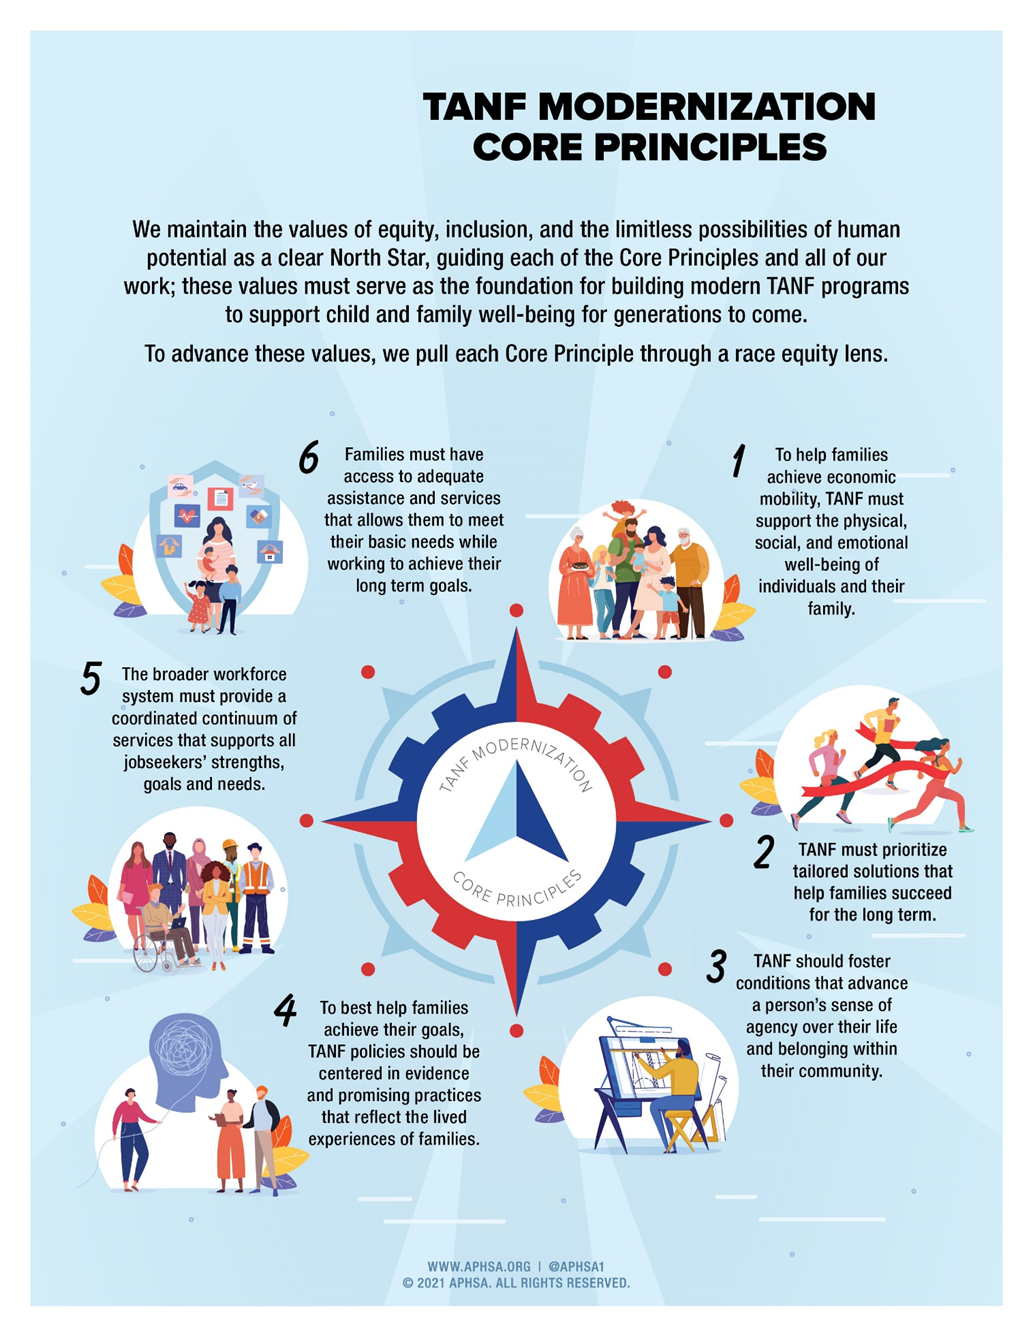 TANF MODERNIZATION
CORE PRINCIPLES
We maintain the values of equity, inclusion, and the limitless possibilities of human
potential as a clear North Star, guiding each of the Core Principles and all of our
work; these values must serve as the foundation for building modern TANF programs
to support child and family well-being for generations to come.
To advance these values, we pull each Core Principle through a race equity lens.
1
To help families
achieve economic
mobility, TANF must
support the physical,
social, and emotional
well-being of
individuals and their
family.
2
TANF must prioritize
tailored solutions that
help families succeed
for the long term.
3
TANF should foster
conditions that advance
a person's sense of
agency over their life
and belonging within
their community.
4
To best help families
achieve their goals,
TANF policies should be
centered in evidence
and promising practices
that reflect the lived
experiences of families.
5
The broader workforce
system must provide a
coordinated continuum of
services that supports all
jobseekers' strengths,
goals and needs.
6
Families must have
access to adequate
assistance and services
that allows them to meet
their basic needs while
working to achieve their
long term goals.
TANF MODERNIZATION
CORE PRINCIPLES
WWW.APHSA.ORG | @APHSA1
© 2021 APHSA. ALL RIGHTS RESERVED.